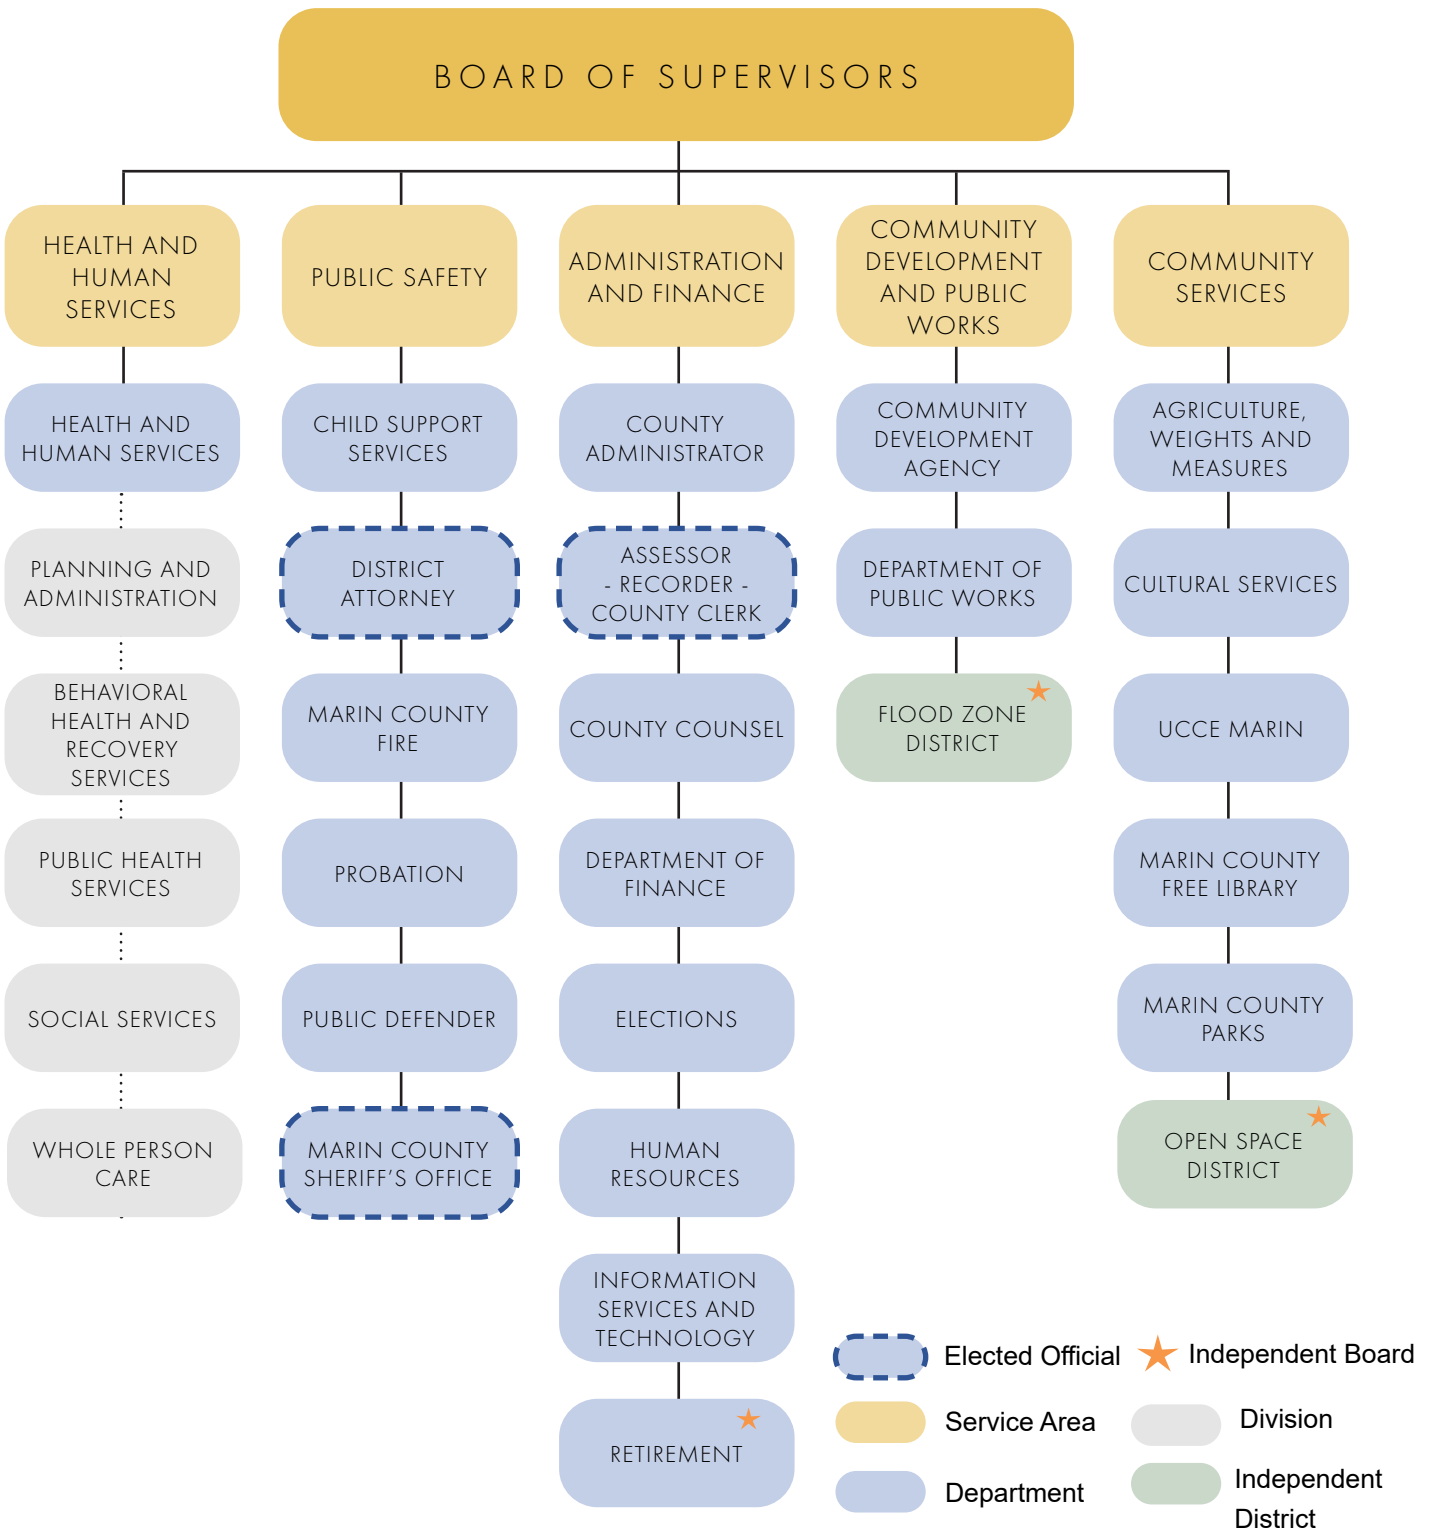 BOARD OF SUPERVISORS
HEALTH AND
HUMAN
SERVICES
PUBLIC SAFETY
ADMINISTRATION
AND FINANCE
COMMUNITY
DEVELOPMENT
AND PUBLIC
WORKS
COMMUNITY
SERVICES
HEALTH AND
HUMAN SERVICES
PLANNING AND
ADMINISTRATION
BEHAVIORAL
HEALTH AND
RECOVERY
SERVICES
PUBLIC HEALTH
SERVICES
SOCIAL SERVICES
WHOLE PERSON
CARE
CHILD SUPPORT
SERVICES
DISTRICT
ATTORNEY
MARIN COUNTY
FIRE
PROBATION
PUBLIC DEFENDER
MARIN COUNTY
SHERIFF'S OFFICE
COUNTY
ADMINISTRATOR
ASSESSOR
- RECORDER -
COUNTY CLERK
COUNTY COUNSEL
DEPARTMENT OF
FINANCE
ELECTIONS
HUMAN
RESOURCES
INFORMATION
SERVICES AND
TECHNOLOGY
RETIREMENT
COMMUNITY
DEVELOPMENT
AGENCY
DEPARTMENT OF
PUBLIC WORKS
FLOOD ZONE
DISTRICT
AGRICULTURE,
WEIGHTS AND
MEASURES
CULTURAL SERVICES
UCCE MARIN
MARIN COUNTY
FREE LIBRARY
MARIN COUNTY
PARKS
OPEN SPACE
DISTRICT
Elected Official
Independent Board
Service Area
Division
Department
Independent
District